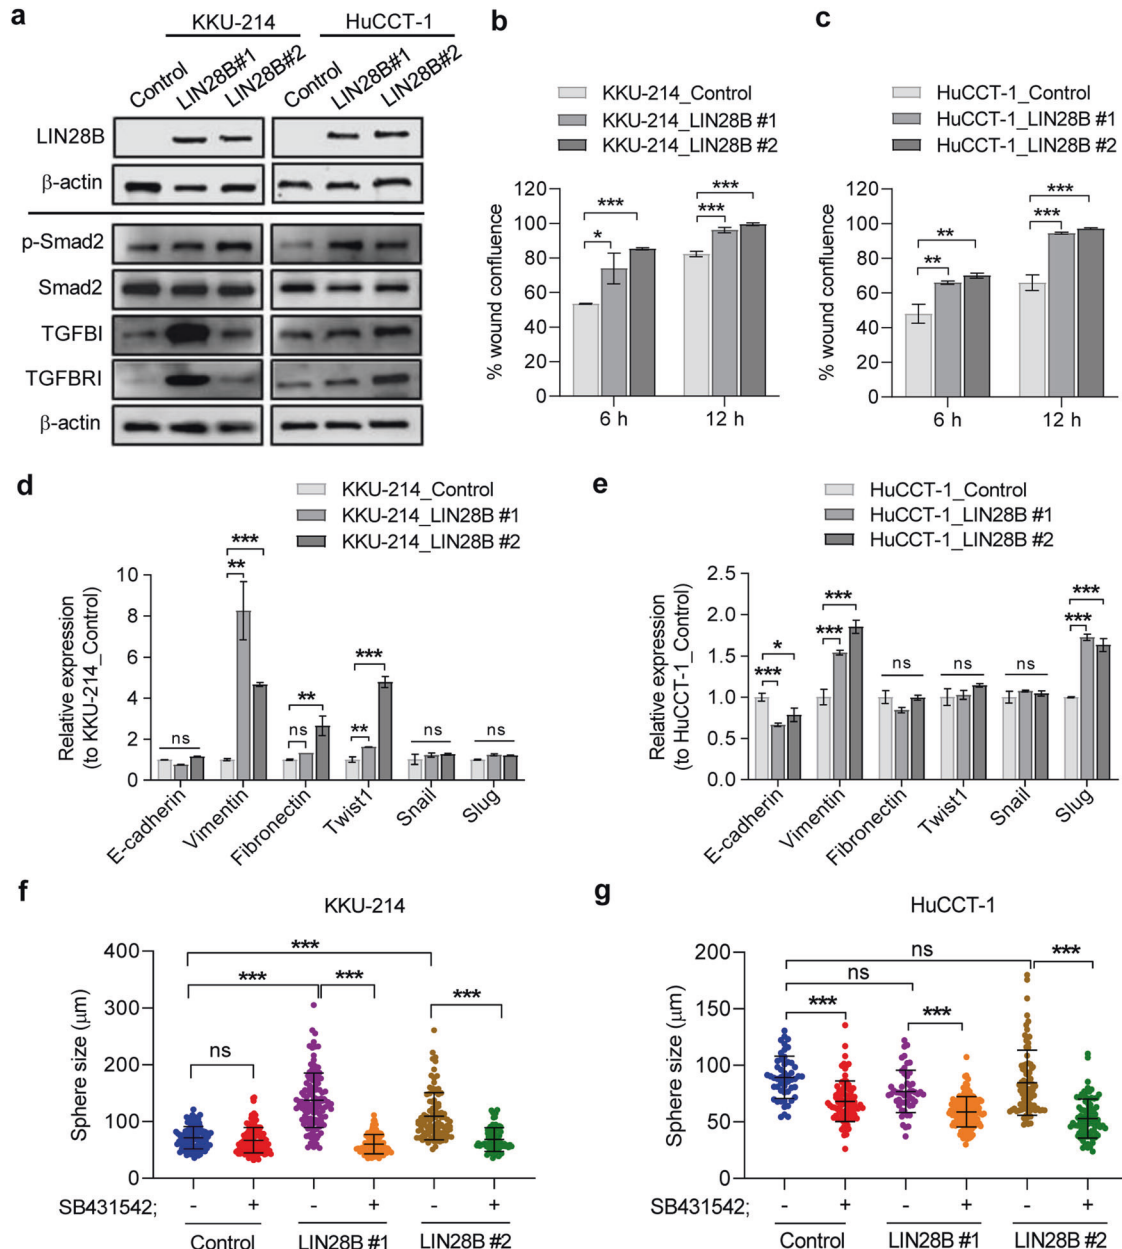 a
KKU-214
HuCCT-1
Control
LIN28B#1
LIN28B#2
Control
LIN28B#1
LIN28B#2
LIN28B
β-actin
p-Smad2
Smad2
TGFBI
TGFBRI
β-actin
b
KKU-214_Control
KKU-214_LIN28B #1
KKU-214_LIN28B #2
% wound confluence
120
100
80
60
40
20
0
*
***
***
***
6 h
12 h
c
HuCCT-1_Control
HuCCT-1_LIN28B #1
HuCCT-1_LIN28B #2
% wound confluence
120
100
80
60
40
20
0
**
**
***
***
6 h
12 h
d
KKU-214_Control
KKU-214_LIN28B #1
KKU-214_LIN28B #2
Relative expression
(to KKU-214_Control)
10
8
6
4
2
0
ns
***
**
**
ns
***
**
ns
ns
E-cadherin
Vimentin
Fibronectin
Twist1
Snail
Slug
e
HuCCT-1_Control
HuCCT-1_LIN28B #1
HuCCT-1_LIN28B #2
Relative expression
(to HuCCT-1_Control)
2.5
2.0
1.5
1.0
0.5
0.0
*
***
***
***
ns
ns
ns
***
***
E-cadherin
Vimentin
Fibronectin
Twist1
Snail
Slug
f
KKU-214
Sphere size (μm)
400
300
200
100
0
***
***
***
***
ns
SB431542;
- + - + - +
Control LIN28B #1 LIN28B #2
g
HuCCT-1
Sphere size (μm)
200
150
100
50
0
ns
***
ns
***
***
SB431542;
- + - + - +
Control LIN28B #1 LIN28B #2